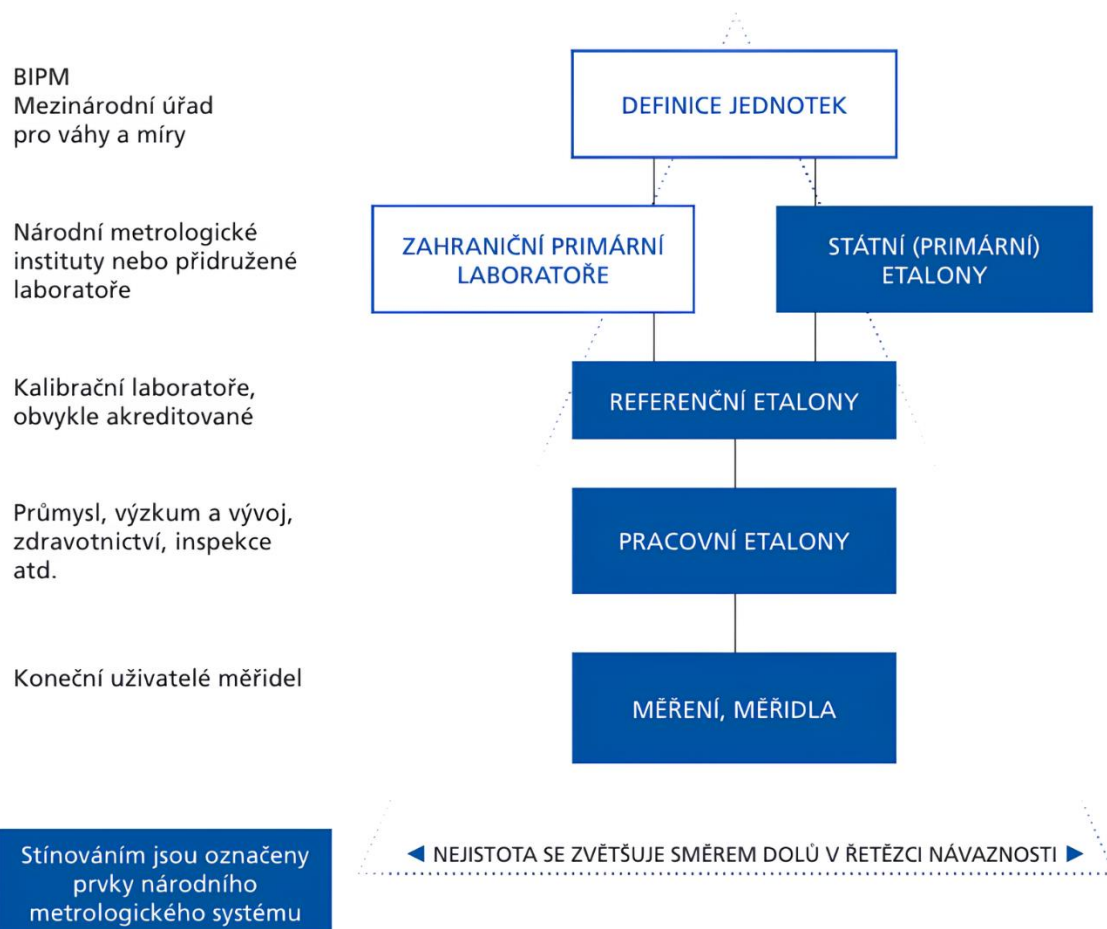 BIPM
Mezinárodní úřad
pro váhy a míry
DEFINICE JEDNOTEK
Národní metrologické
instituty nebo přidružené
laboratoře
ZAHRANIČNÍ PRIMÁRNÍ
LABORATOŘE
STÁTNÍ (PRIMÁRNÍ)
ETALONY
Kalibrační laboratoře,
obvykle akreditované
REFERENČNÍ ETALONY
Průmysl, výzkum a vývoj,
zdravotnictví, inspekce
atd.
PRACOVNÍ ETALONY
Koneční uživatelé měřidel
MĚŘENÍ, MĚŘIDLA
Stínováním jsou označeny
prvky národního
metrologického systému
◀ NEJISTOTA SE ZVĚTŠUJE SMĚREM DOLŮ V ŘETĚZCI NÁVAZNOSTI ▶